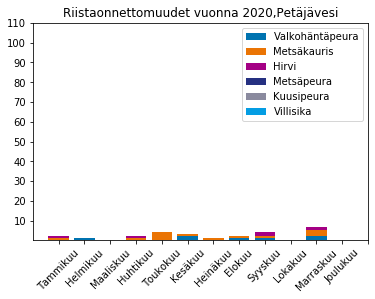 Riistaonnettomuudet vuonna 2020,Petäjävesi
110
100
90
80
70
60
50
40
30
20
10
Valkohäntäpeura
Metsäkauris
Hirvi
Metsäpeura
Kuusipeura
Villisika
Tammikuu
Helmikuu
Maaliskuu
Huhtikuu
Toukokuu
Kesäkuu
Heinäkuu
Elokuu
Syyskuu
Lokakuu
Marraskuu
Joulukuu